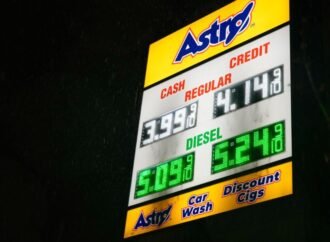 Astro
CASH CREDIT
REGULAR
3.99 9/10 4.14 9/10
DIESEL
5.09 9/10 5.24 9/10
Astro Car Wash Discount Cigs